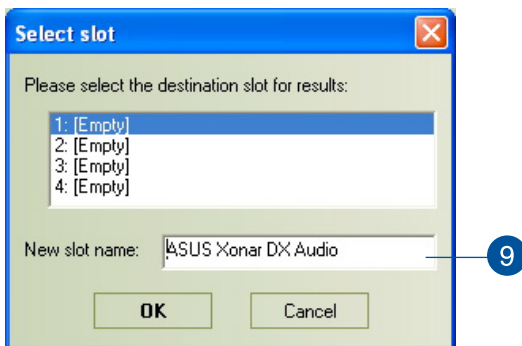 Select slot
Please select the destination slot for results:
1: [Empty]
2: [Empty]
3: [Empty]
4: [Empty]
New slot name: ASUS Xonar DX Audio
9
OK Cancel